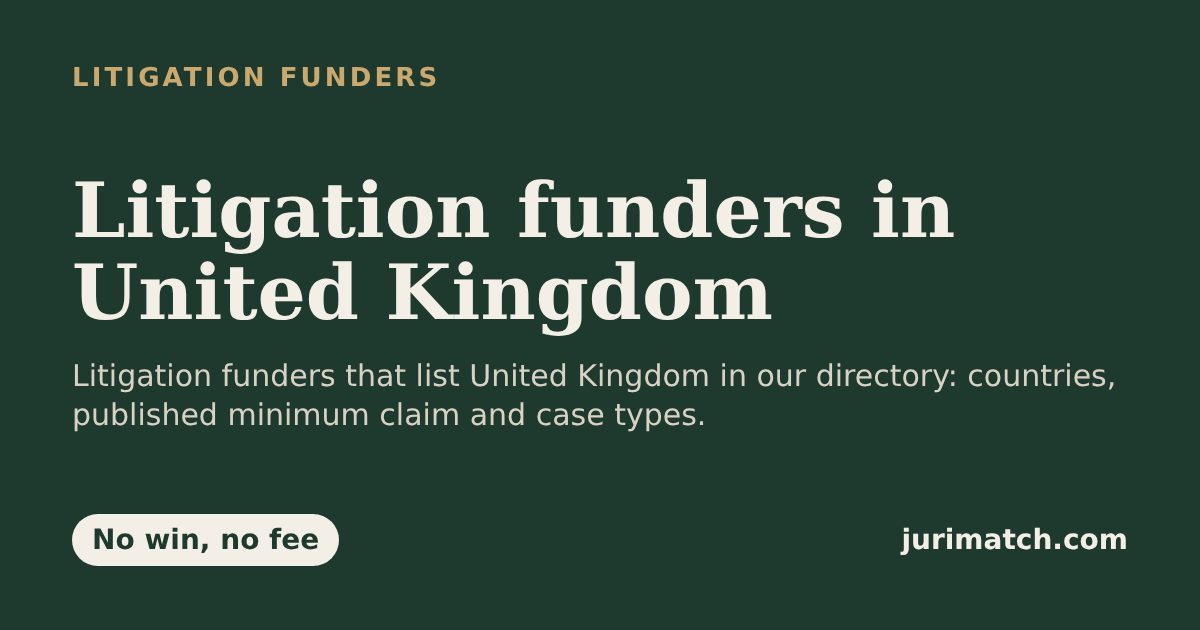 LITIGATION FUNDERS
Litigation funders in
United Kingdom
Litigation funders that list United Kingdom in our directory: countries,
published minimum claim and case types.
No win, no fee
jurimatch.com